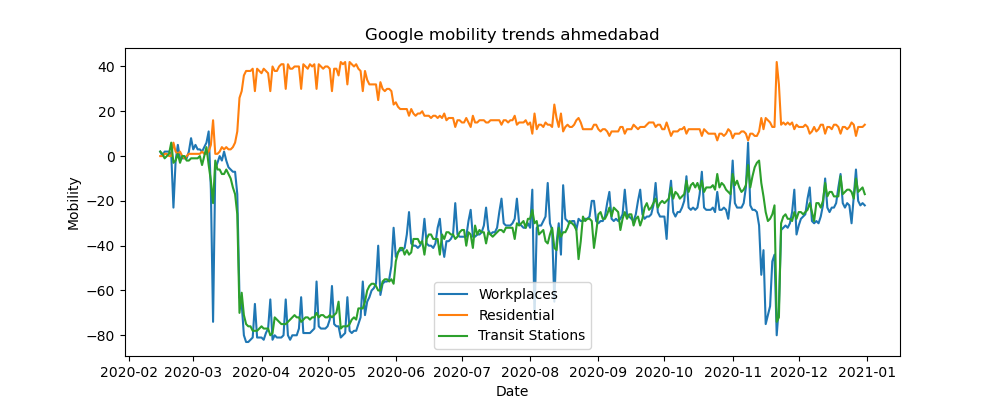 Google mobility trends ahmedabad
Mobility
40
20
0
−20
−40
−60
−80
Workplaces
Residential
Transit Stations
2020-02 2020-03 2020-04 2020-05 2020-06 2020-07 2020-08 2020-09 2020-10 2020-11 2020-12 2021-01
Date